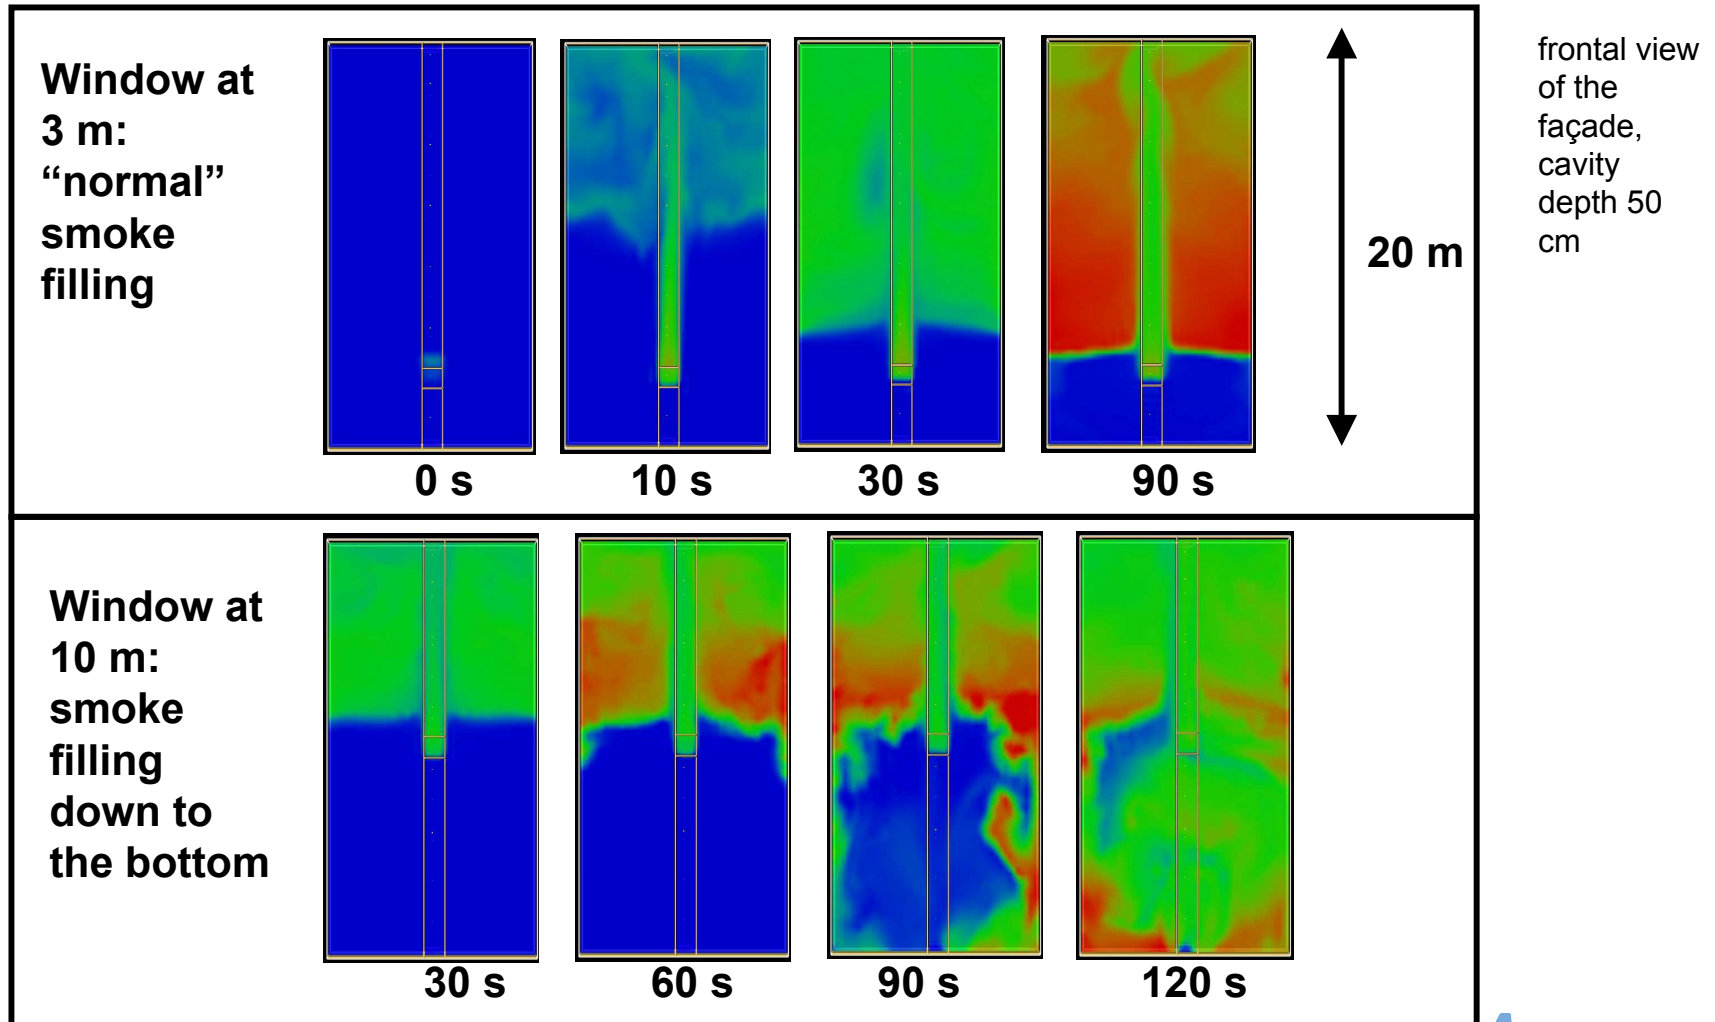 Window at
3 m:
“normal”
smoke
filling
0 s
10 s
30 s
90 s
20 m
frontal view
of the
façade,
cavity
depth 50
cm
Window at
10 m:
smoke
filling
down to
the bottom
30 s
60 s
90 s
120 s